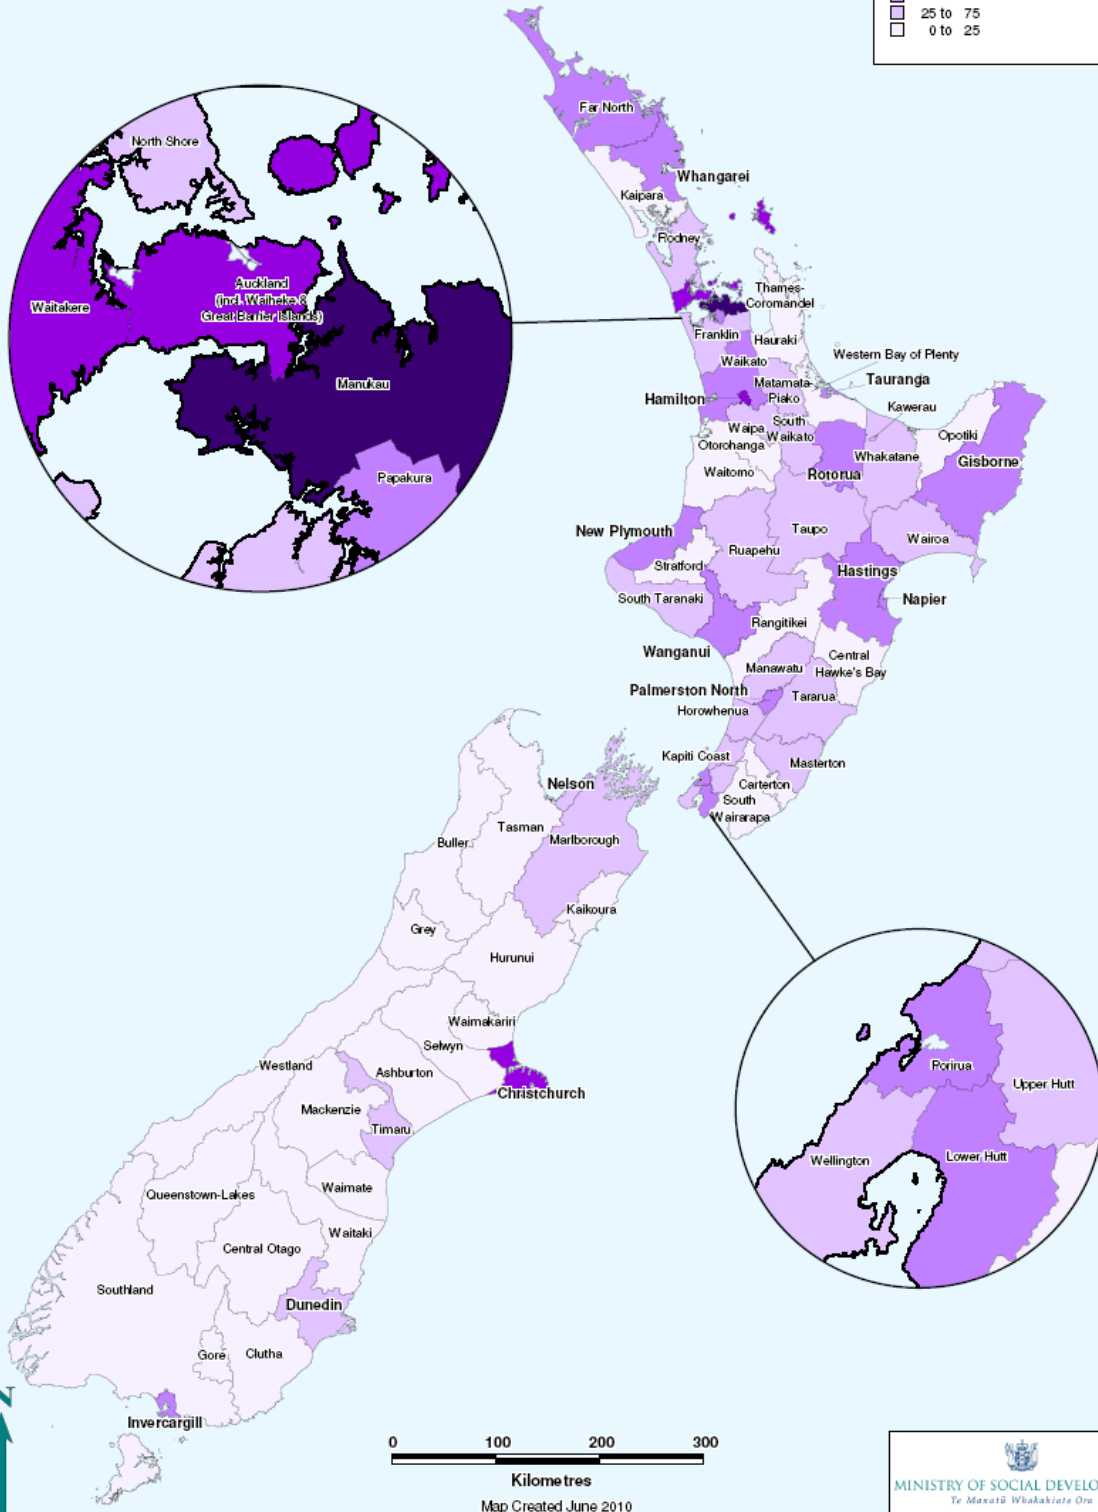 25 to 75
0 to 25
Far North
Whangarei
Kaipara
Rodney
North Shore
Waitakere
Auckland
(incl. Waiheke &
Great Barrier Islands)
Manukau
Papakura
Thames-
Coromandel
Franklin
Hauraki
Waikato
Western Bay of Plenty
Matamata-
Piako
Tauranga
Hamilton
Kawerau
Waipa
South
Waikato
Otorohanga
Opotiki
Whakatane
Gisborne
Waitomo
Rotorua
New Plymouth
Taupo
Wairoa
Ruapehu
Stratford
Hastings
South Taranaki
Napier
Rangitikei
Wanganui
Central
Hawke's Bay
Manawatu
Palmerston North
Tararua
Horowhenua
Kapiti Coast
Masterton
Carterton
South
Wairarapa
Nelson
Tasman
Marlborough
Buller
Kaikoura
Grey
Hurunui
Waimakariri
Selwyn
Westland
Ashburton
Christchurch
Mackenzie
Timaru
Porirua
Upper Hutt
Lower Hutt
Wellington
Waimate
Queenstown-Lakes
Waitaki
Central Otago
Southland
Dunedin
Gore
Clutha
Invercargill
N
0 100 200 300
Kilometres
Map Created June 2010
MINISTRY OF SOCIAL DEVELO
Te Manatū Whakahiato Ora